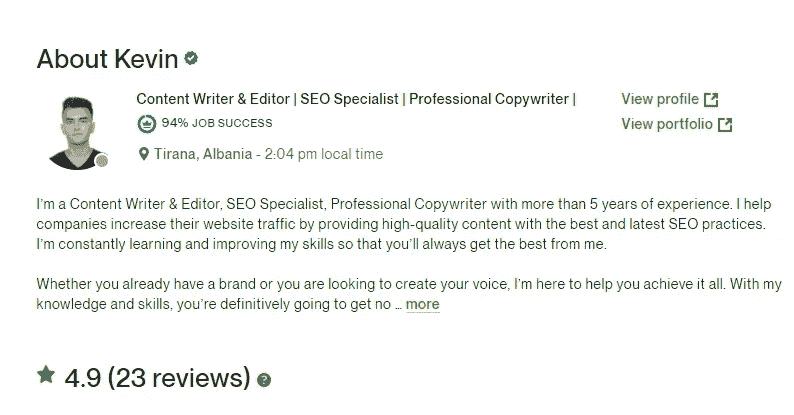 About Kevin
Content Writer & Editor | SEO Specialist | Professional Copywriter |
View profile
94% JOB SUCCESS
View portfolio
Tirana, Albania - 2:04 pm local time
I'm a Content Writer & Editor, SEO Specialist, Professional Copywriter with more than 5 years of experience. I help
companies increase their website traffic by providing high-quality content with the best and latest SEO practices.
I'm constantly learning and improving my skills so that you'll always get the best from me.
Whether you already have a brand or you are looking to create your voice, I'm here to help you achieve it all. With my
knowledge and skills, you're definitively going to get no ... more
4.9 (23 reviews) ?